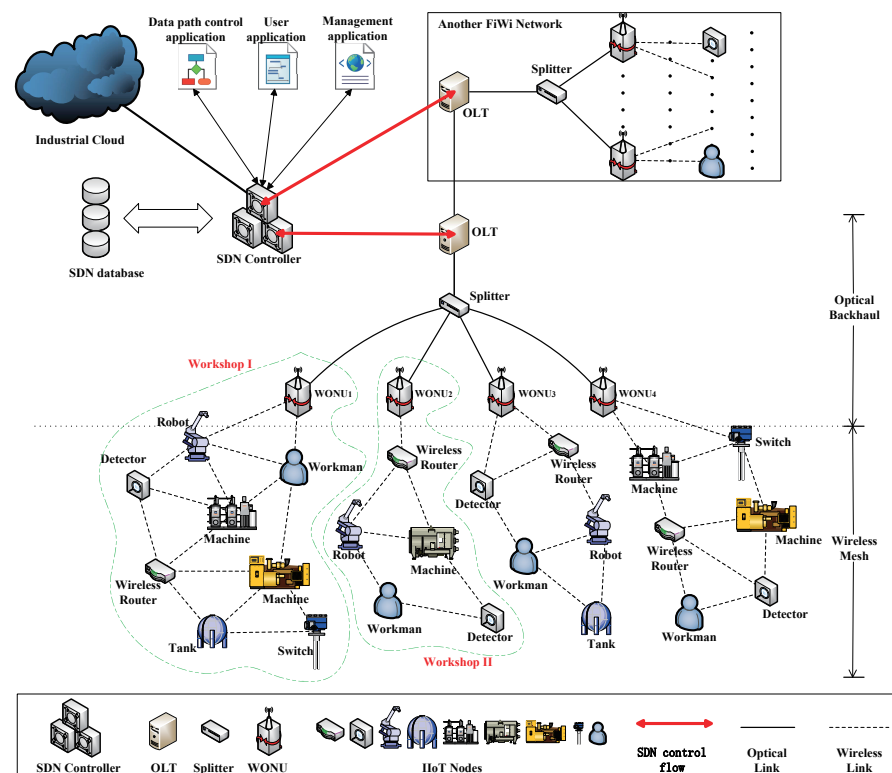 Data path control
application
User
application
Management
application
Another FiWi Network
Splitter
OLT
Industrial Cloud
SDN database
SDN Controller
OLT
Splitter
Optical
Backhaul
Workshop I
WONU1
WONU2
WONU3
WONU4
Robot
Detector
Workman
Machine
Wireless
Router
Machine
Tank
Switch
Wireless
Router
Robot
Machine
Workman
Detector
Workshop II
Wireless
Router
Detector
Robot
Workman
Tank
Switch
Machine
Machine
Wireless
Router
Detector
Workman
Wireless
Mesh
SDN Controller
OLT
Splitter
WONU
IIoT Nodes
SDN control
flow
Optical
Link
Wireless
Link